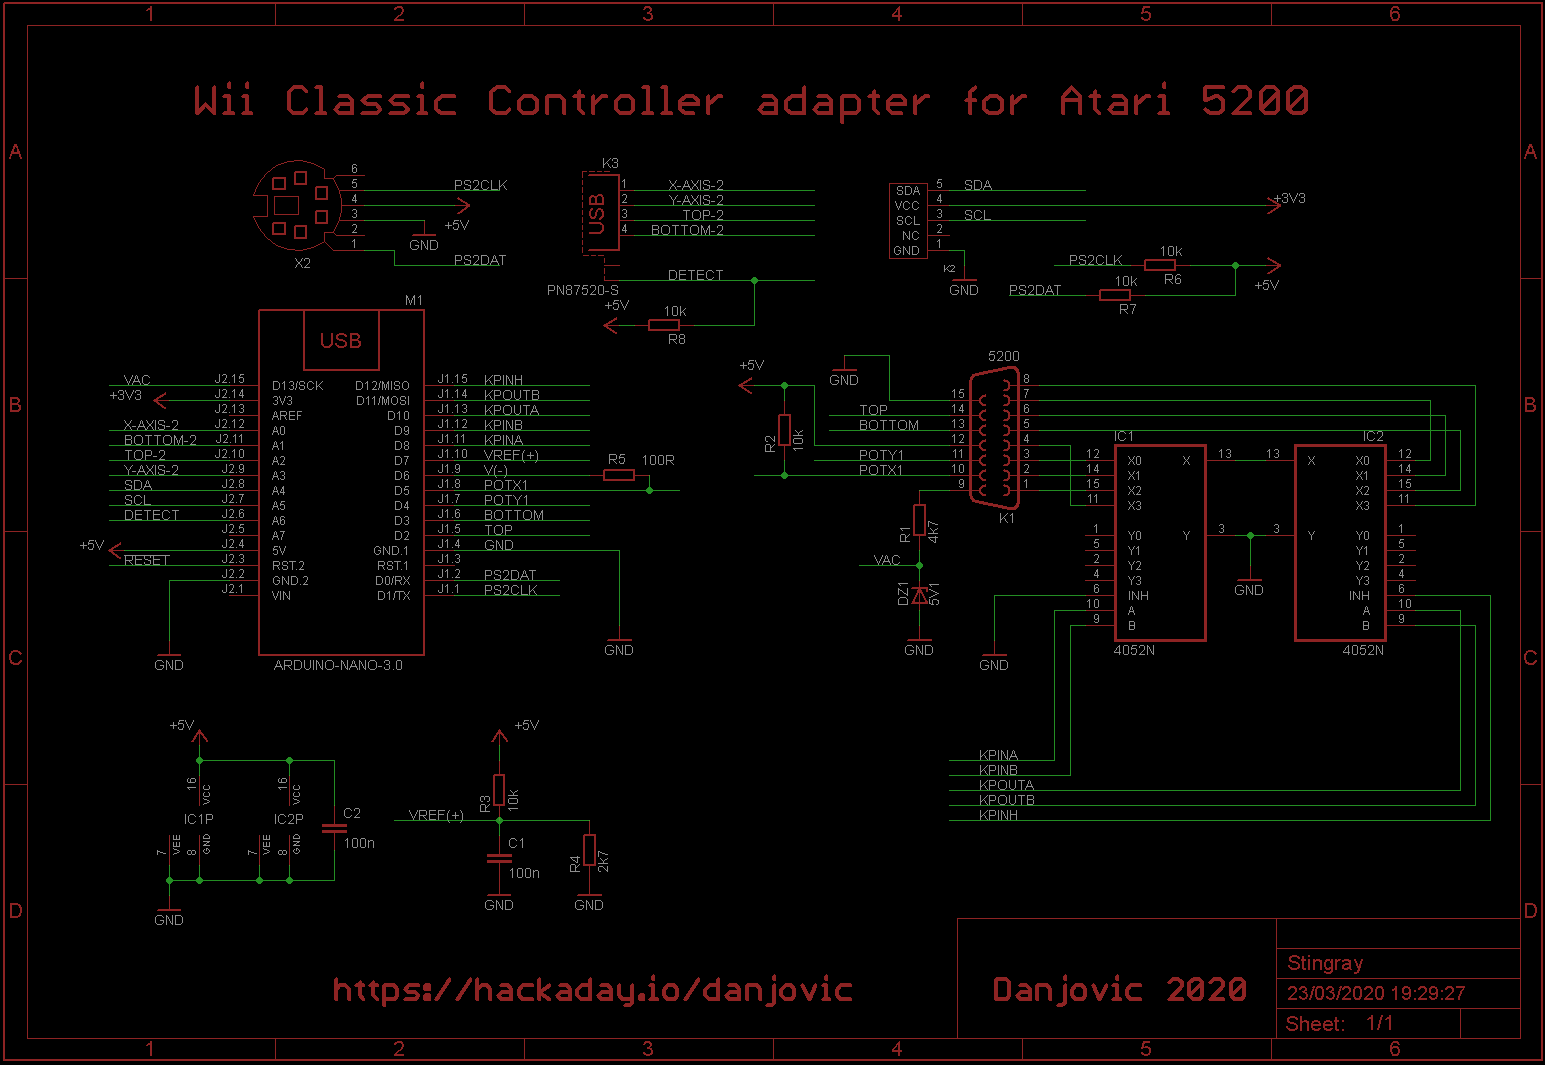 1 2 3 4 5 6
Wii Classic Controller adapter for Atari 5200
A A
6
5 PS2CLK
4 +5V
3 GND
2
1 PS2DAT
X2
K3
USB
1 X-AXIS-2
2 Y-AXIS-2
3 TOP-2
4 BOTTOM-2
DETECT
PN87520-S
+5V 10k R8
SDA 5 SDA
VCC 4 +3V3
SCL 3 SCL
NC 2
GND 1
K2
GND
PS2CLK 10k R6
PS2DAT 10k R7
+5V
B B
M1
USB
VAC J2.15 D13/SCK D12/MISO J1.15 KPINH
+3V3 J2.14 3V3 D11/MOSI J1.14 KPOUTB
J2.13 AREF D10 J1.13 KPOUTA
X-AXIS-2 J2.12 A0 D9 J1.12 KPINB
BOTTOM-2 J2.11 A1 D8 J1.11 KPINA
TOP-2 J2.10 A2 D7 J1.10 VREF(+)
Y-AXIS-2 J2.9 A3 D6 J1.9 V(-)
SDA J2.8 A4 D5 J1.8 POTX1
SCL J2.7 A5 D4 J1.7 POTY1
DETECT J2.6 A6 D3 J1.6 BOTTOM
J2.5 A7 D2 J1.5 TOP
+5V J2.4 5V GND.1 J1.4 GND
RESET J2.3 RST.2 RST.1 J1.3
J2.2 GND.2 D0/RX J1.2 PS2DAT
J2.1 VIN D1/TX J1.1 PS2CLK
GND ARDUINO-NANO-3.0 GND
R5 100R
+5V
R2 10k
GND
5200
15 8
TOP 14 7
BOTTOM 13 6
12 5
POTY1 11 4
POTX1 10 3
9 2
1
K1
R1 4k7
VAC
DZ1 5V1
GND
IC1
12 X0 X 13
14 X1
15 X2
11 X3
1 Y0 Y 3
5 Y1
2 Y2
4 Y3
6 INH
10 A
9 B
4052N
GND
GND
IC2
13 X X0 12
X1 14
X2 15
X3 11
3 Y Y0 1
Y1 5
Y2 2
Y3 4
INH 6
A 10
B 9
4052N
C C
KPINA
KPINB
KPOUTA
KPOUTB
KPINH
+5V
16 VCC 16 VCC
IC1P IC2P
7 VEE 8 GND 7 VEE 8 GND
C2
100n
GND
+5V
R3 10k
VREF(+)
C1
100n
R4 2k7
GND GND
D D
https://hackaday.io/danjovic
Danjovic 2020
Stingray
23/03/2020 19:29:27
Sheet: 1/1
1 2 3 4 5 6